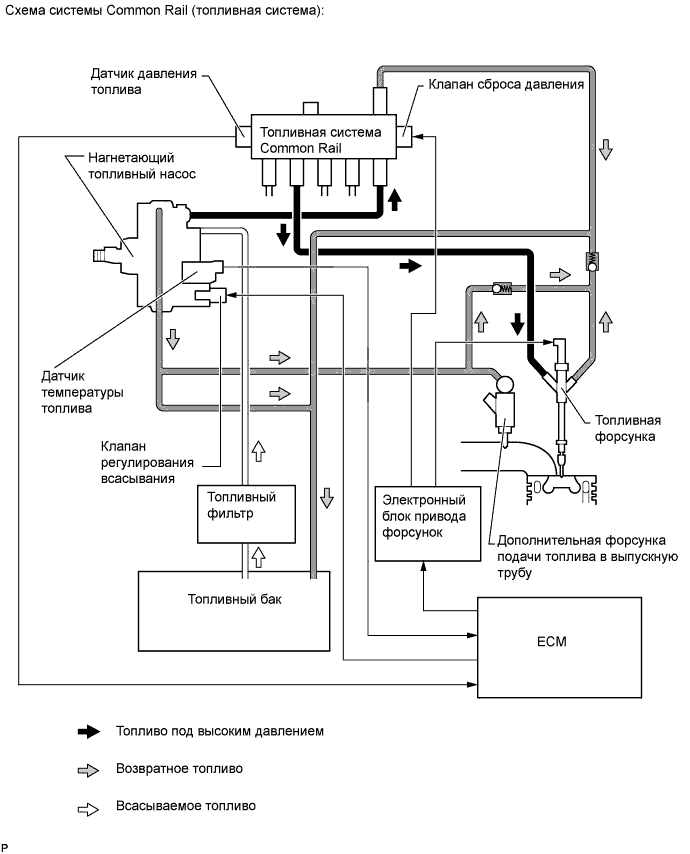 Схема системы Common Rail (топливная система):
Датчик давления
топлива
Клапан сброса давления
Топливная система
Common Rail
Нагнетающий
топливный насос
Датчик
температуры
топлива
Топливная
форсунка
Клапан
регулирования
всасывания
Топливный
фильтр
Электронный
блок привода
форсунок
Дополнительная форсунка
подачи топлива в выпускную
трубу
Топливный бак
ECM
Топливо под высоким давлением
Возвратное топливо
Всасываемое топливо
P